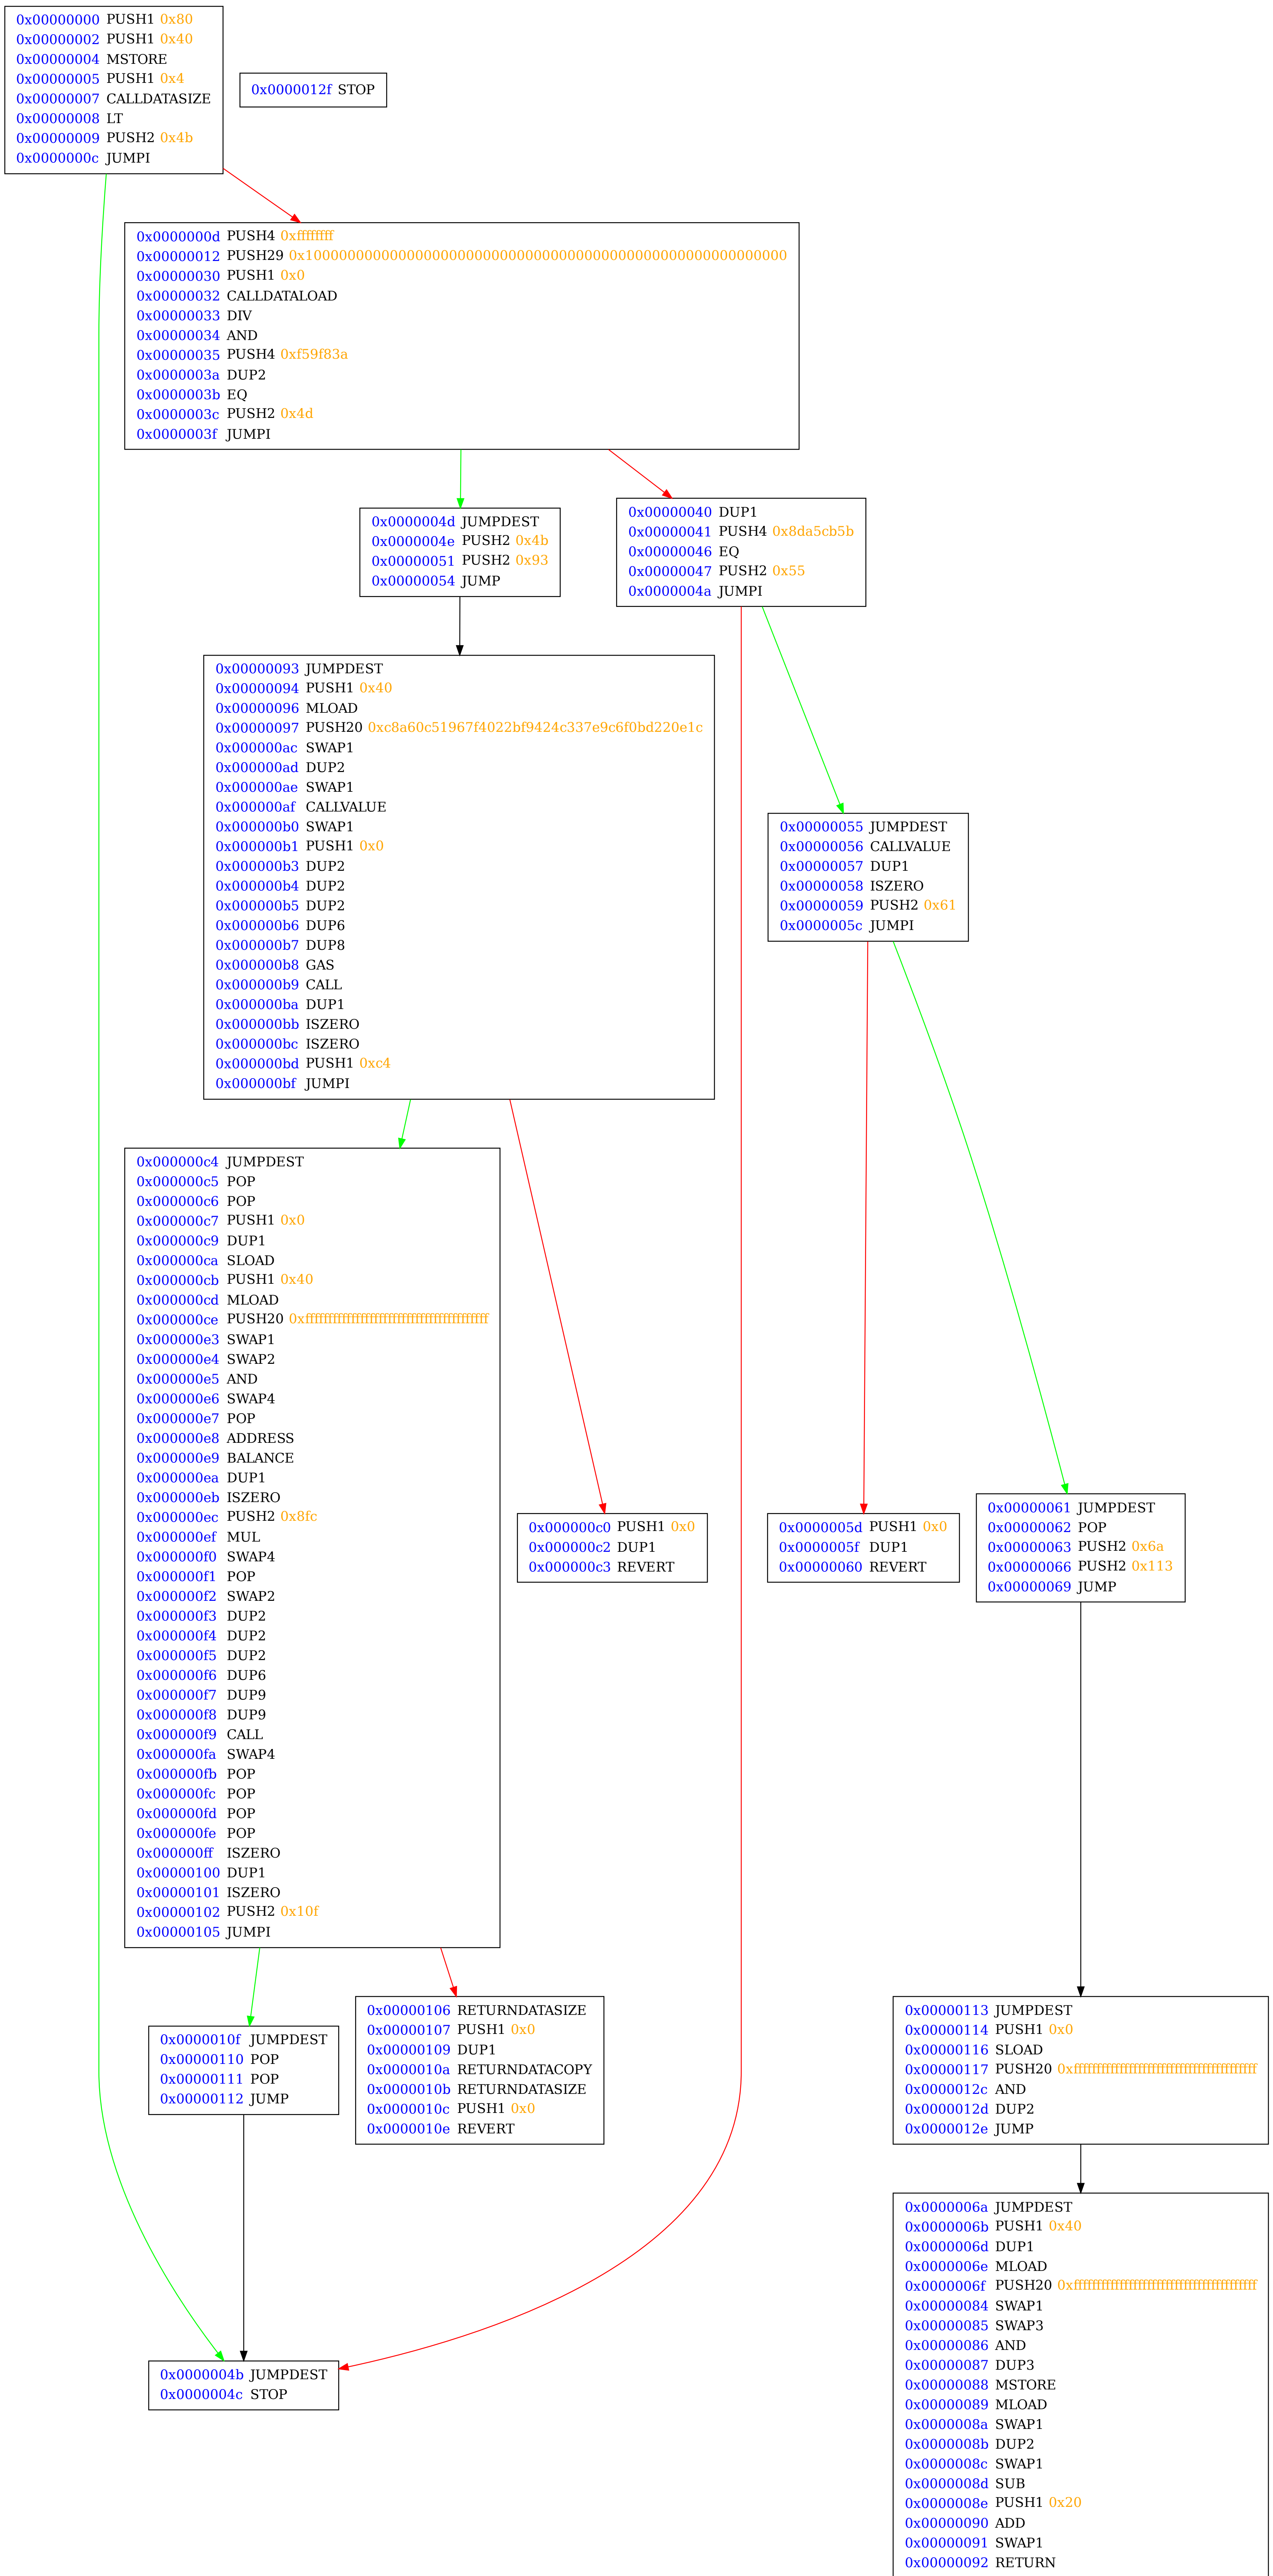 0x00000000 PUSH1 0x80
0x00000002 PUSH1 0x40
0x00000004 MSTORE
0x00000005 PUSH1 0x4
0x00000007 CALLDATASIZE
0x00000008 LT
0x00000009 PUSH2 0x4b
0x0000000c JUMPI
0x0000012f STOP
0x0000000d PUSH4 0xffffffff
0x00000012 PUSH29 0x100000000000000000000000000000000000000000000000000000000
0x00000030 PUSH1 0x0
0x00000032 CALLDATALOAD
0x00000033 DIV
0x00000034 AND
0x00000035 PUSH4 0xf59f83a
0x0000003a DUP2
0x0000003b EQ
0x0000003c PUSH2 0x4d
0x0000003f JUMPI
0x0000004d JUMPDEST
0x0000004e PUSH2 0x4b
0x00000051 PUSH2 0x93
0x00000054 JUMP
0x00000040 DUP1
0x00000041 PUSH4 0x8da5cb5b
0x00000046 EQ
0x00000047 PUSH2 0x55
0x0000004a JUMPI
0x00000093 JUMPDEST
0x00000094 PUSH1 0x40
0x00000096 MLOAD
0x00000097 PUSH20 0xc8a60c51967f4022bf9424c337e9c6f0bd220e1c
0x000000ac SWAP1
0x000000ad DUP2
0x000000ae SWAP1
0x000000af CALLVALUE
0x000000b0 SWAP1
0x000000b1 PUSH1 0x0
0x000000b3 DUP2
0x000000b4 DUP2
0x000000b5 DUP2
0x000000b6 DUP6
0x000000b7 DUP8
0x000000b8 GAS
0x000000b9 CALL
0x000000ba DUP1
0x000000bb ISZERO
0x000000bc ISZERO
0x000000bd PUSH1 0xc4
0x000000bf JUMPI
0x00000055 JUMPDEST
0x00000056 CALLVALUE
0x00000057 DUP1
0x00000058 ISZERO
0x00000059 PUSH2 0x61
0x0000005c JUMPI
0x000000c4 JUMPDEST
0x000000c5 POP
0x000000c6 POP
0x000000c7 PUSH1 0x0
0x000000c9 DUP1
0x000000ca SLOAD
0x000000cb PUSH1 0x40
0x000000cd MLOAD
0x000000ce PUSH20 0xffffffffffffffffffffffffffffffffffffffff
0x000000e3 SWAP1
0x000000e4 SWAP2
0x000000e5 AND
0x000000e6 SWAP4
0x000000e7 POP
0x000000e8 ADDRESS
0x000000e9 BALANCE
0x000000ea DUP1
0x000000eb ISZERO
0x000000ec PUSH2 0x8fc
0x000000ef MUL
0x000000f0 SWAP4
0x000000f1 POP
0x000000f2 SWAP2
0x000000f3 DUP2
0x000000f4 DUP2
0x000000f5 DUP2
0x000000f6 DUP6
0x000000f7 DUP9
0x000000f8 DUP9
0x000000f9 CALL
0x000000fa SWAP4
0x000000fb POP
0x000000fc POP
0x000000fd POP
0x000000fe POP
0x000000ff ISZERO
0x00000100 DUP1
0x00000101 ISZERO
0x00000102 PUSH2 0x10f
0x00000105 JUMPI
0x000000c0 PUSH1 0x0
0x000000c2 DUP1
0x000000c3 REVERT
0x0000005d PUSH1 0x0
0x0000005f DUP1
0x00000060 REVERT
0x00000061 JUMPDEST
0x00000062 POP
0x00000063 PUSH2 0x6a
0x00000066 PUSH2 0x113
0x00000069 JUMP
0x0000010f JUMPDEST
0x00000110 POP
0x00000111 POP
0x00000112 JUMP
0x00000106 RETURNDATASIZE
0x00000107 PUSH1 0x0
0x00000109 DUP1
0x0000010a RETURNDATACOPY
0x0000010b RETURNDATASIZE
0x0000010c PUSH1 0x0
0x0000010e REVERT
0x00000113 JUMPDEST
0x00000114 PUSH1 0x0
0x00000116 SLOAD
0x00000117 PUSH20 0xffffffffffffffffffffffffffffffffffffffff
0x0000012c AND
0x0000012d DUP2
0x0000012e JUMP
0x0000004b JUMPDEST
0x0000004c STOP
0x0000006a JUMPDEST
0x0000006b PUSH1 0x40
0x0000006d DUP1
0x0000006e MLOAD
0x0000006f PUSH20 0xffffffffffffffffffffffffffffffffffffffff
0x00000084 SWAP1
0x00000085 SWAP3
0x00000086 AND
0x00000087 DUP3
0x00000088 MSTORE
0x00000089 MLOAD
0x0000008a SWAP1
0x0000008b DUP2
0x0000008c SWAP1
0x0000008d SUB
0x0000008e PUSH1 0x20
0x00000090 ADD
0x00000091 SWAP1
0x00000092 RETURN